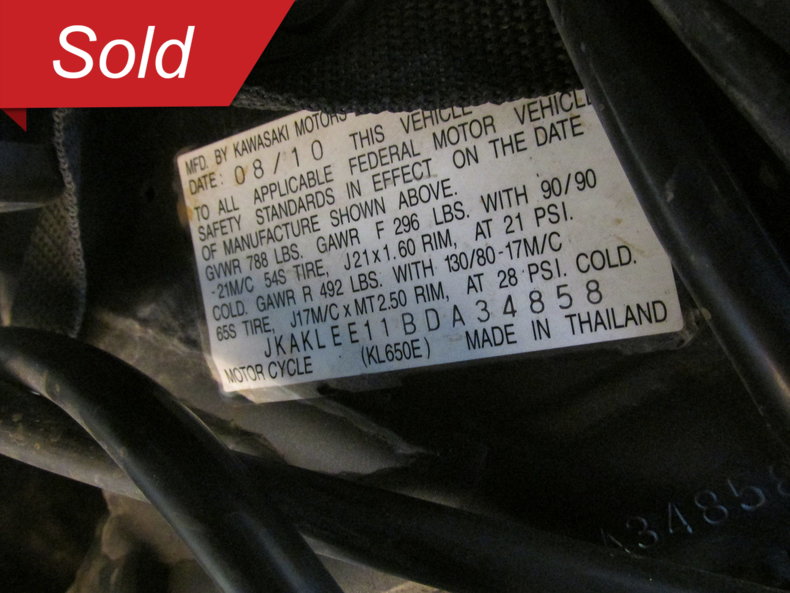 Sold
MFD. BY KAWASAKI MOTORS
DATE: 08/10 THIS VEHICLE
TO ALL APPLICABLE FEDERAL MOTOR VEHICLE
SAFETY STANDARDS IN EFFECT ON THE DATE
OF MANUFACTURE SHOWN ABOVE.
GVWR 788 LBS. GAWR F 296 LBS. WITH 90/90
-21M/C 54S TIRE, J21x1.60 RIM, AT 21 PSI.
COLD. GAWR R 492 LBS. WITH 130/80-17M/C
65S TIRE, J17M/C x MT2.50 RIM, AT 28 PSI. COLD.
JKAKLEE11BDA34858
MOTORCYCLE (KL650E) MADE IN THAILAND
A34858